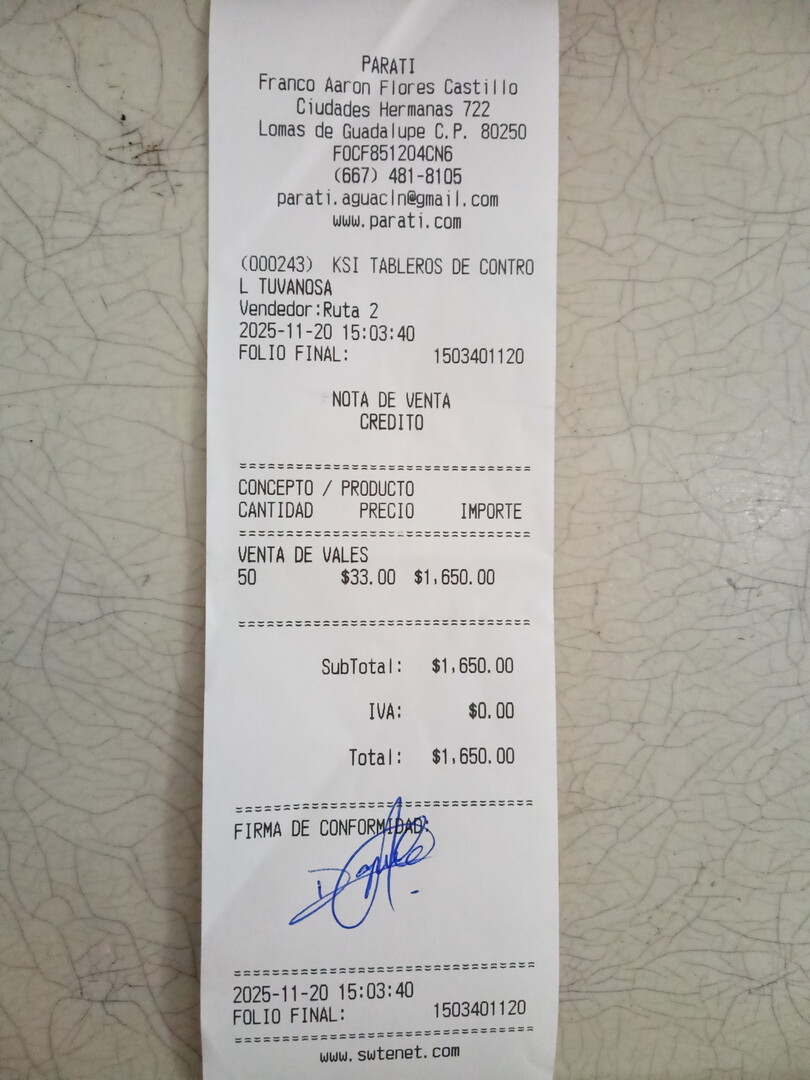 PARATI
Franco Aaron Flores Castillo
Ciudades Hermanas 722
Lomas de Guadalupe C.P. 80250
FOCF851204CN6
(667) 481-8105
parati.aguacln@gmail.com
www.parati.com
(000243) KSI TABLEROS DE CONTRO
L TUVANOSA
Vendedor:Ruta 2
2025-11-20 15:03:40
FOLIO FINAL: 1503401120
NOTA DE VENTA
CREDITO
================================
CONCEPTO / PRODUCTO
CANTIDAD PRECIO IMPORTE
================================
VENTA DE VALES
50 $33.00 $1,650.00
================================
SubTotal: $1,650.00
IVA: $0.00
Total: $1,650.00
================================
FIRMA DE CONFORMIDAD:
================================
2025-11-20 15:03:40
FOLIO FINAL: 1503401120
================================
www.swtenet.com